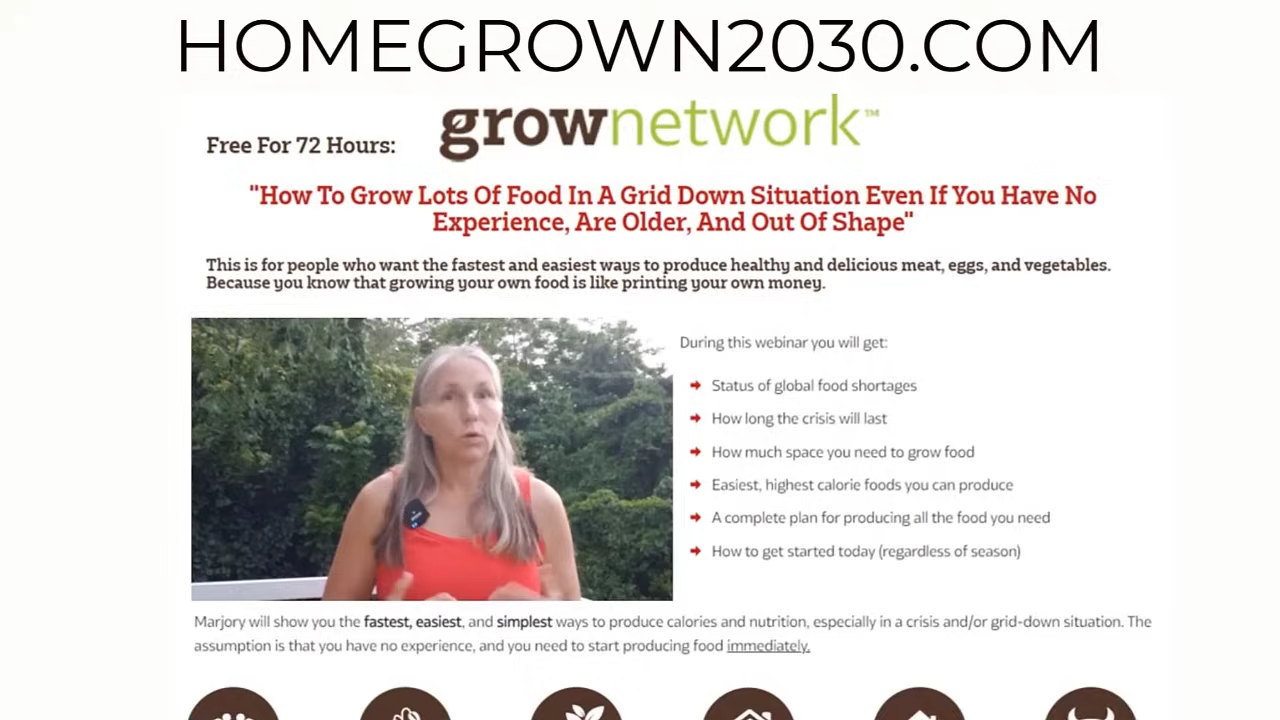 HOMEGROWN2030.COM
grownetwork™
Free For 72 Hours:
"How To Grow Lots Of Food In A Grid Down Situation Even If You Have No
Experience, Are Older, And Out Of Shape"
This is for people who want the fastest and easiest ways to produce healthy and delicious meat, eggs, and vegetables.
Because you know that growing your own food is like printing your own money.
During this webinar you will get:
Status of global food shortages
How long the crisis will last
How much space you need to grow food
Easiest, highest calorie foods you can produce
A complete plan for producing all the food you need
How to get started today (regardless of season)
Marjory will show you the fastest, easiest, and simplest ways to produce calories and nutrition, especially in a crisis and/or grid-down situation. The
assumption is that you have no experience, and you need to start producing food immediately.